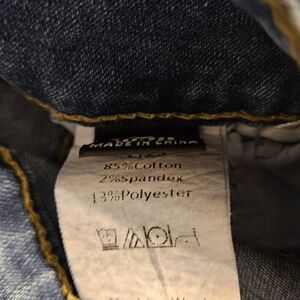 MADE IN CHINA
85%Cotton
2%Spandex
13%Polyester